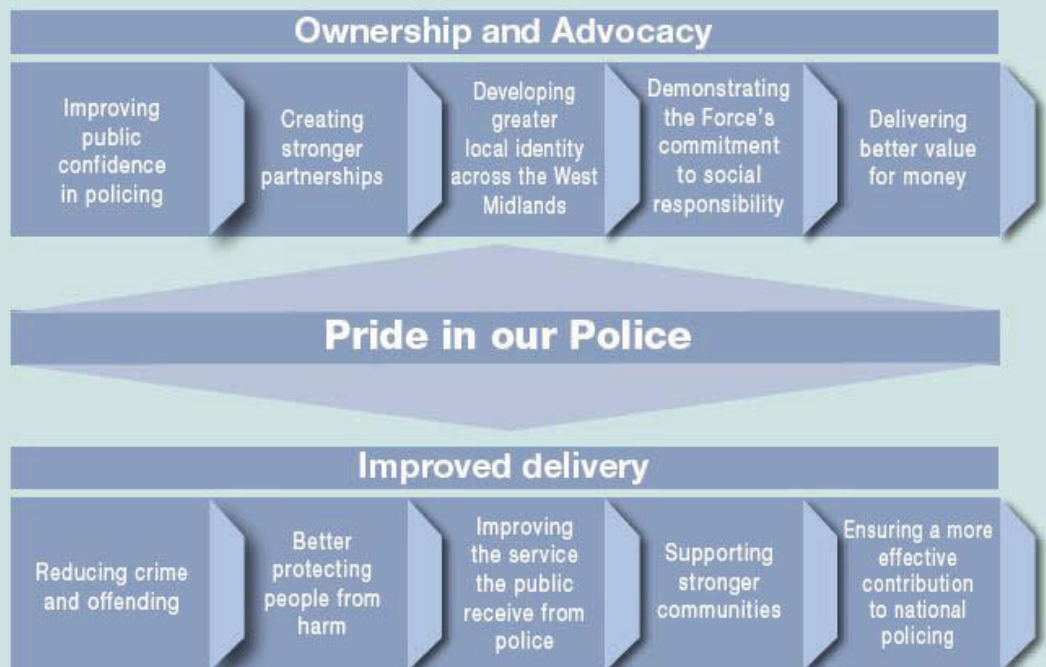 Ownership and Advocacy
Improving
public
confidence
in policing
Creating
stronger
partnerships
Developing
greater
local identity
across the West
Midlands
Demonstrating
the Force's
commitment
to social
responsibility
Delivering
better value
for money
Pride in our Police
Improved delivery
Reducing crime
and offending
Better
protecting
people from
harm
Improving
the service
the public
receive from
police
Supporting
stronger
communities
Ensuring a more
effective
contribution
to national
policing